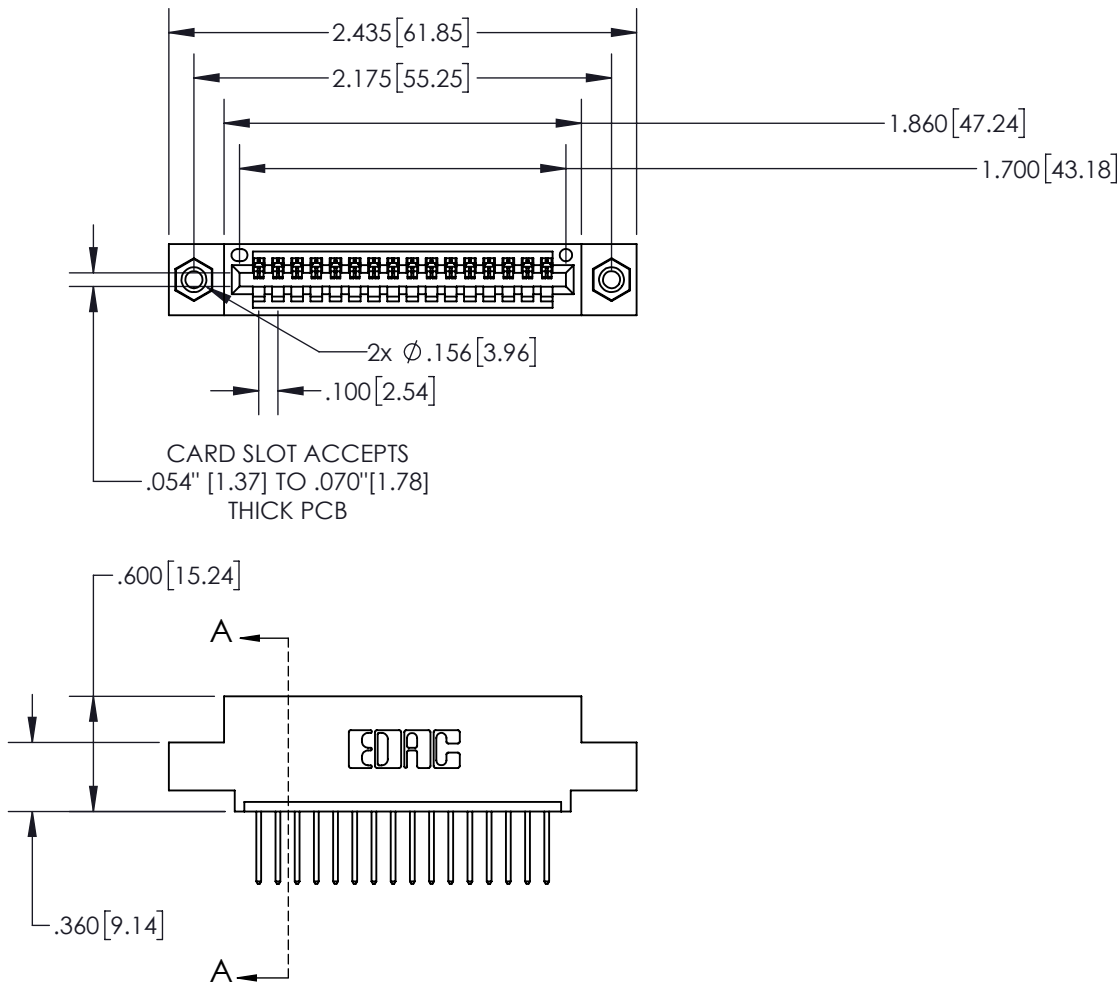 2.435[61.85]
2.175[55.25]
1.860[47.24]
1.700[43.18]
2x ∅.156[3.96]
.100[2.54]
CARD SLOT ACCEPTS
.054" [1.37] TO .070"[1.78]
THICK PCB
.600[15.24]
A
EDAC
.360[9.14]
A